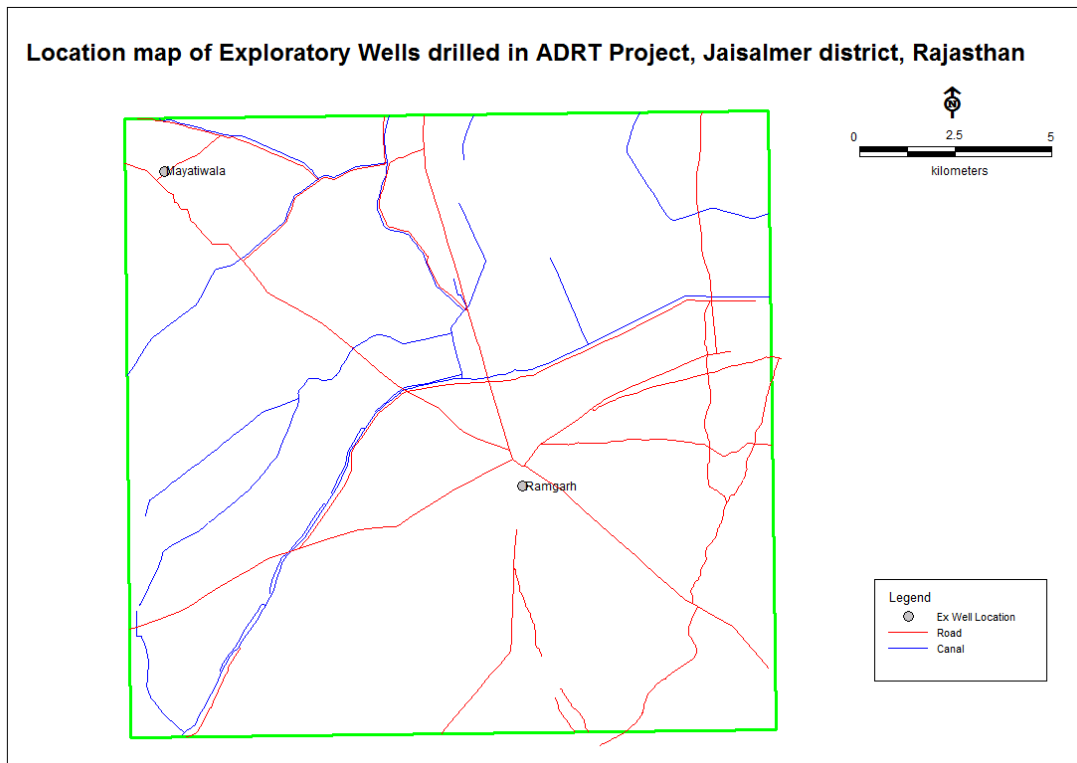 Location map of Exploratory Wells drilled in ADRT Project, Jaisalmer district, Rajasthan
N
0 2.5 5
kilometers
Mayatiwala
Ramgarh
Legend
Ex Well Location
Road
Canal